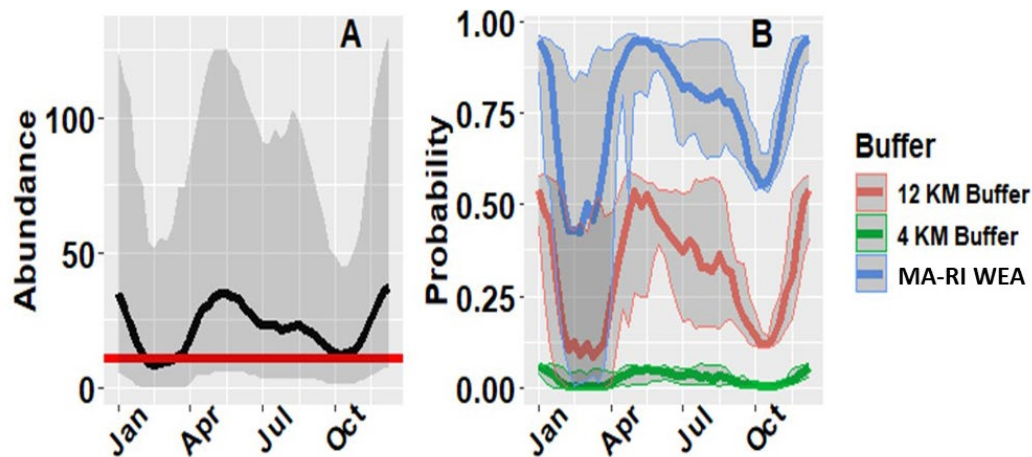 A
Abundance
100
50
0
Jan
Apr
Jul
Oct
B
Probability
1.00
0.75
0.50
0.25
0.00
Jan
Apr
Jul
Oct
Buffer
12 KM Buffer
4 KM Buffer
MA-RI WEA